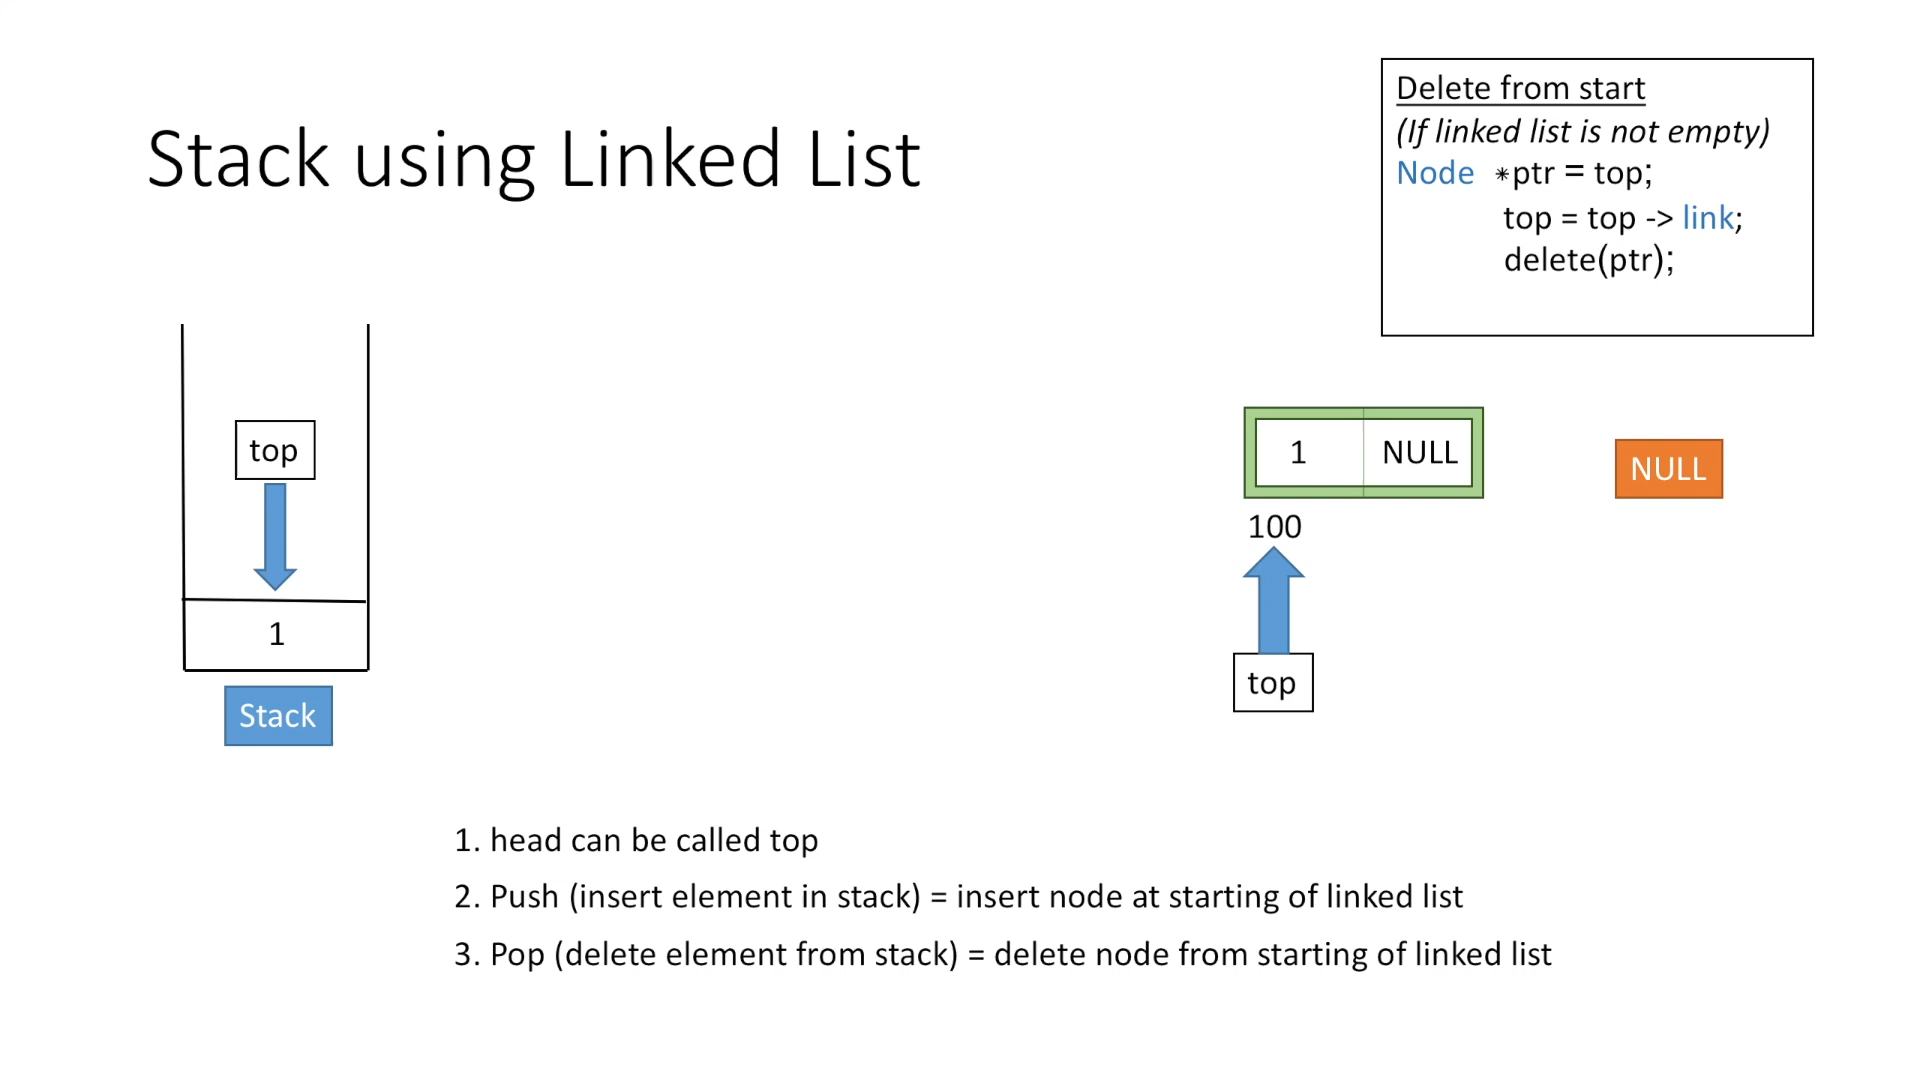 Stack using Linked List
Delete from start
(If linked list is not empty)
Node *ptr = top;
top = top -> link;
delete(ptr);
top
1
Stack
1 NULL
100
top
NULL
1. head can be called top
2. Push (insert element in stack) = insert node at starting of linked list
3. Pop (delete element from stack) = delete node from starting of linked list